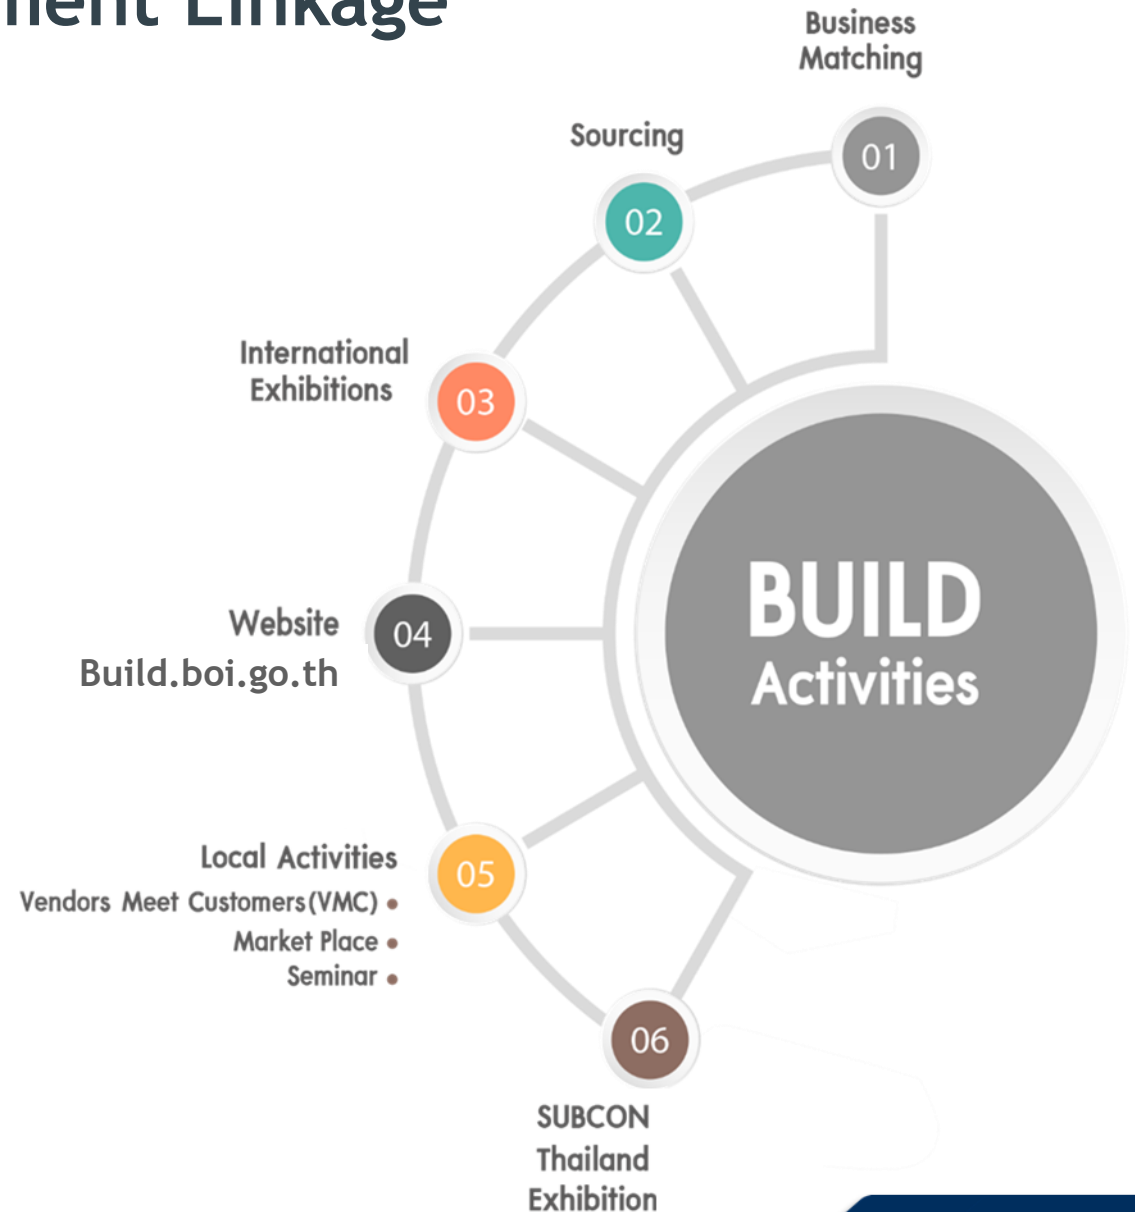 Linkage
Business
Matching
01
Sourcing
02
International
Exhibitions
03
Website
Build.boi.go.th
04
BUILD
Activities
Local Activities
Vendors Meet Customers(VMC) •
Market Place •
Seminar •
05
06
SUBCON
Thailand
Exhibition